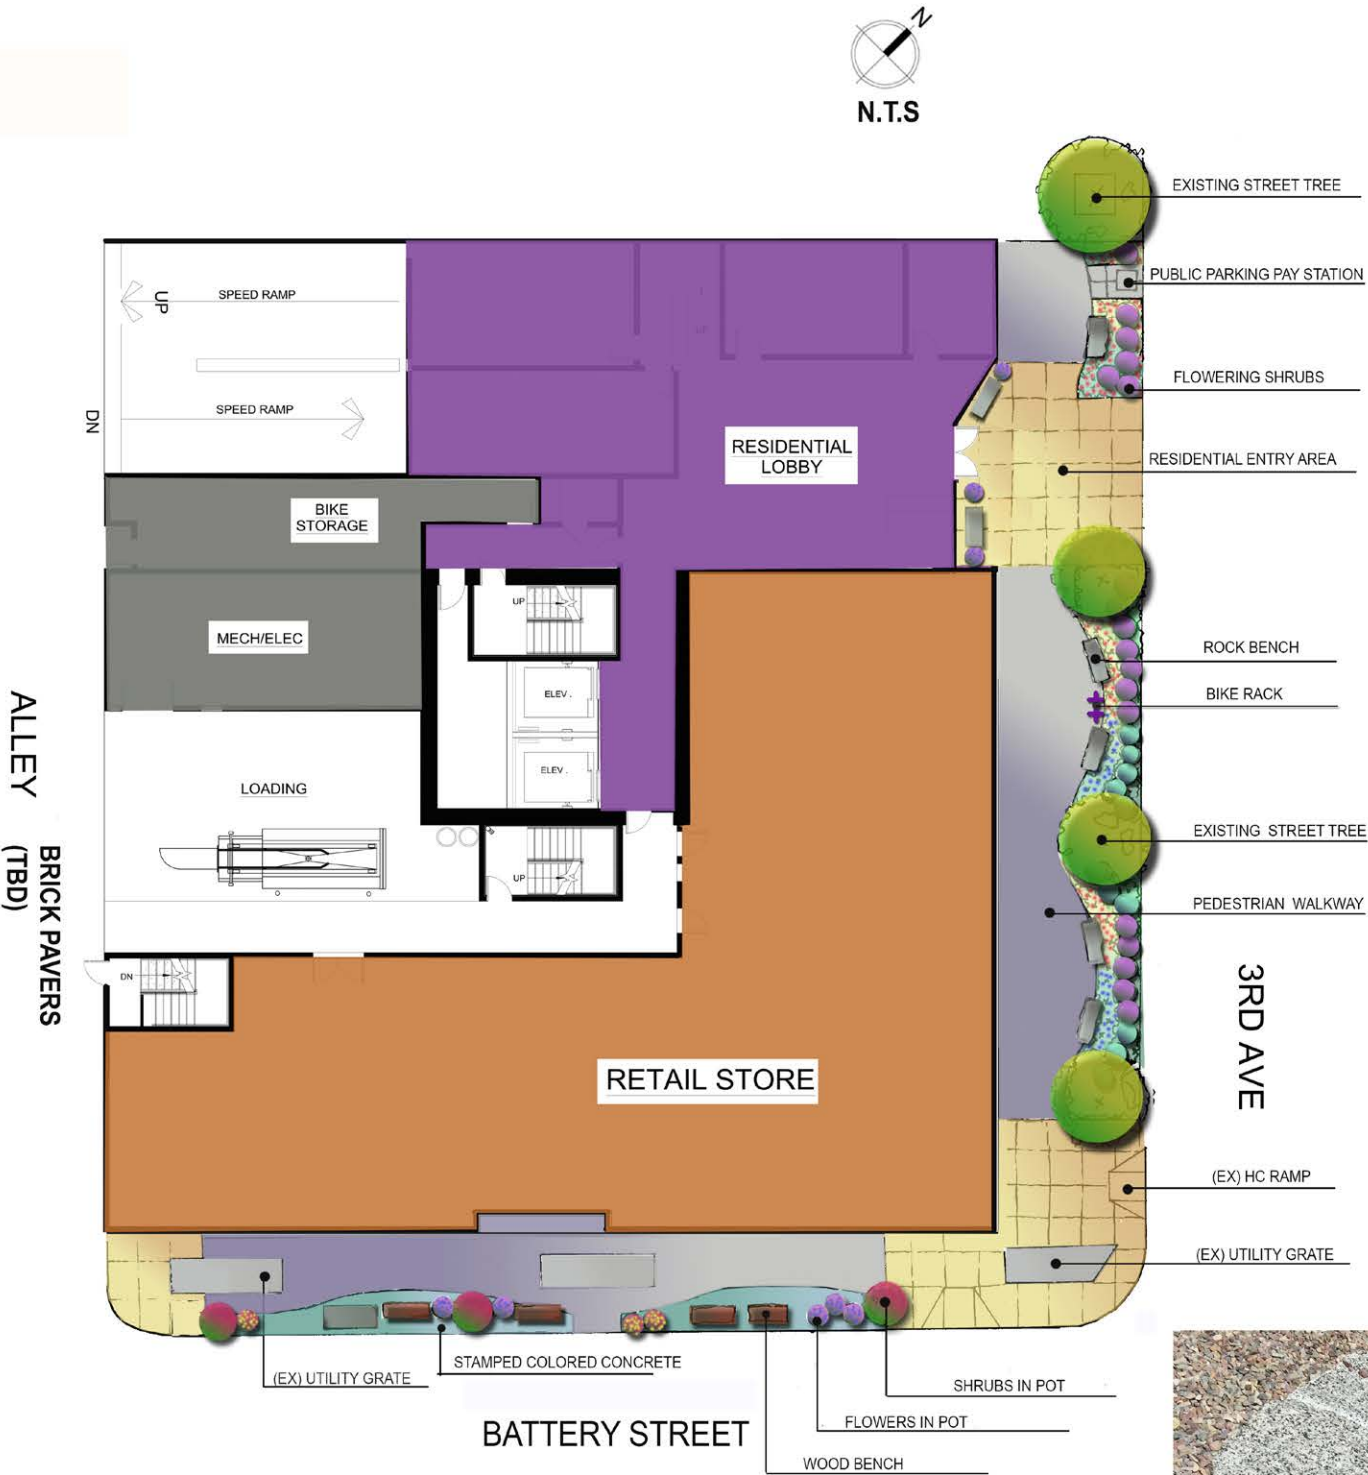 N
N.T.S
EXISTING STREET TREE
PUBLIC PARKING PAY STATION
UP
SPEED RAMP
FLOWERING SHRUBS
DN
SPEED RAMP
RESIDENTIAL
LOBBY
RESIDENTIAL ENTRY AREA
BIKE
STORAGE
UP
MECH/ELEC
ROCK BENCH
ELEV.
BIKE RACK
ALLEY
LOADING
ELEV.
EXISTING STREET TREE
BRICK PAVERS
(TBD)
UP
PEDESTRIAN WALKWAY
DN
3RD AVE
RETAIL STORE
(EX) HC RAMP
(EX) UTILITY GRATE
STAMPED COLORED CONCRETE
(EX) UTILITY GRATE
SHRUBS IN POT
FLOWERS IN POT
BATTERY STREET
WOOD BENCH